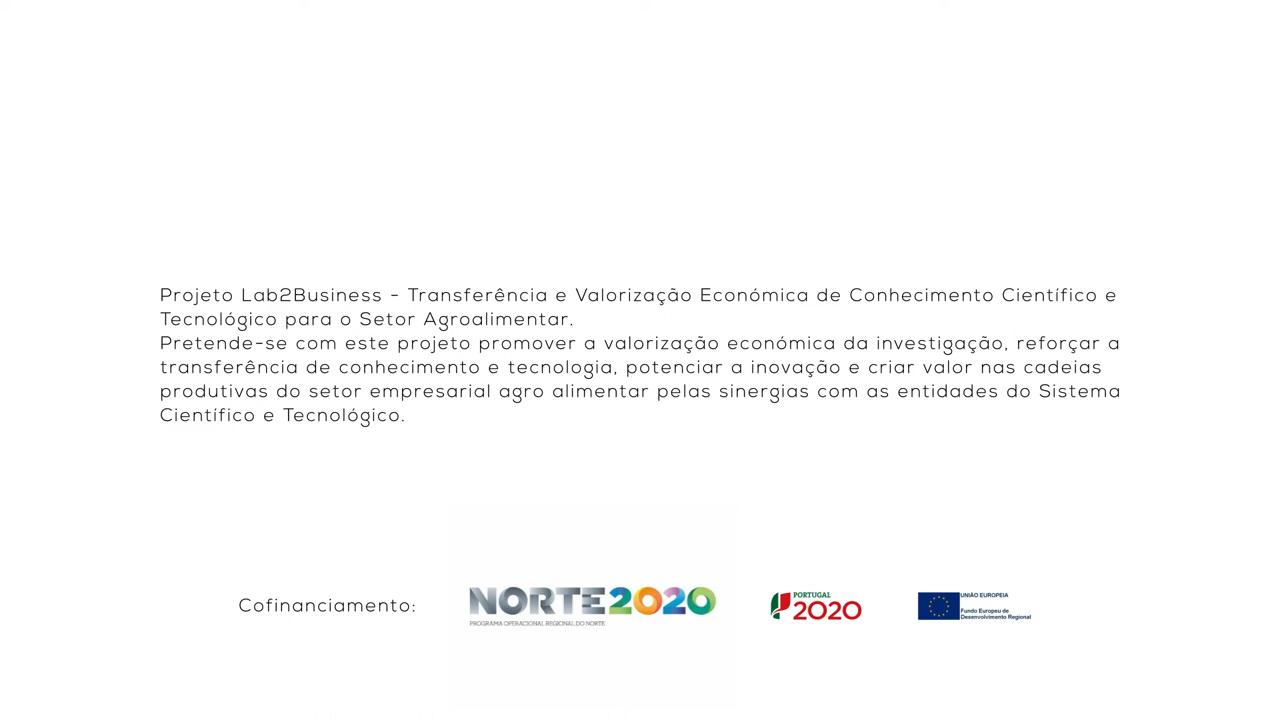 Projeto Lab2Business - Transferência e Valorização Económica de Conhecimento Científico e
Tecnológico para o Setor Agroalimentar.
Pretende-se com este projeto promover a valorização económica da investigação, reforçar a
transferência de conhecimento e tecnologia, potenciar a inovação e criar valor nas cadeias
produtivas do setor empresarial agro alimentar pelas sinergias com as entidades do Sistema
Científico e Tecnológico.
Cofinanciamento:
NORTE2020
PROGRAMA OPERACIONAL REGIONAL DO NORTE
PORTUGAL
2020
UNIÃO EUROPEIA
Fundo Europeu de
Desenvolvimento Regional